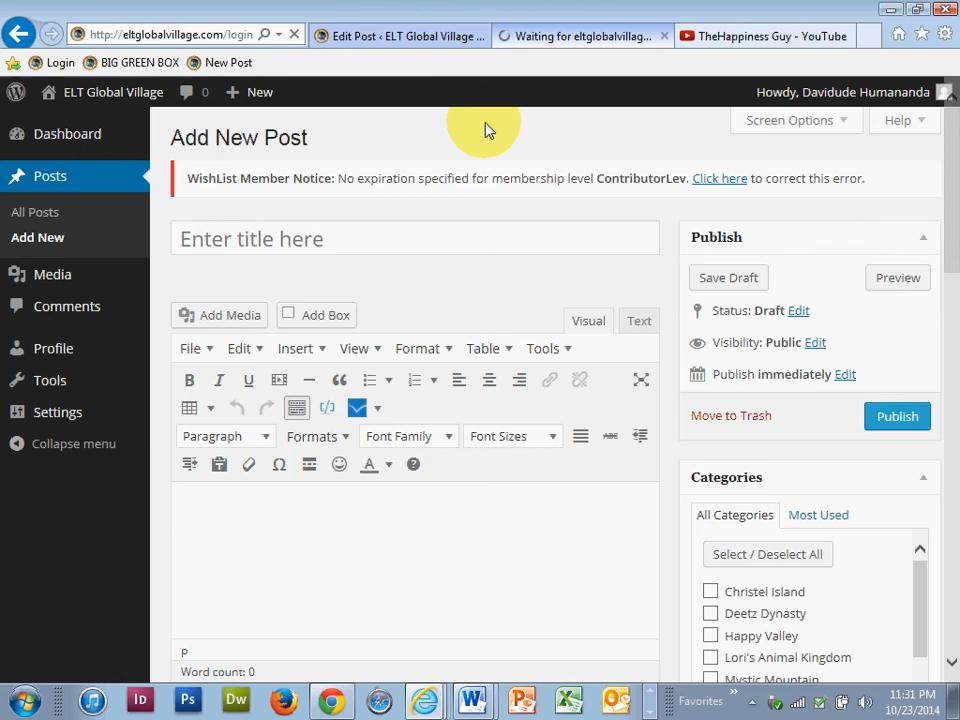 http://eltglobalvillage.com/login
Edit Post ‹ ELT Global Village ...
Waiting for eltglobalvillag...
TheHappiness Guy - YouTube
Login
BIG GREEN BOX
New Post
ELT Global Village
0
New
Howdy, Davidude Humananda
Dashboard
Posts
All Posts
Add New
Media
Comments
Profile
Tools
Settings
Collapse menu
Add New Post
Screen Options
Help
WishList Member Notice: No expiration specified for membership level ContributorLev. Click here to correct this error.
Enter title here
Add Media
Add Box
Visual
Text
File
Edit
Insert
View
Format
Table
Tools
B
I
U
Paragraph
Formats
Font Family
Font Sizes
ABC
A
p
Word count: 0
Publish
Save Draft
Preview
Status: Draft Edit
Visibility: Public Edit
Publish immediately Edit
Move to Trash
Publish
Categories
All Categories
Most Used
Select / Deselect All
Christel Island
Deetz Dynasty
Happy Valley
Lori's Animal Kingdom
Mystic Mountain
Id
Ps
Dw
Favorites
11:31 PM
10/23/2014